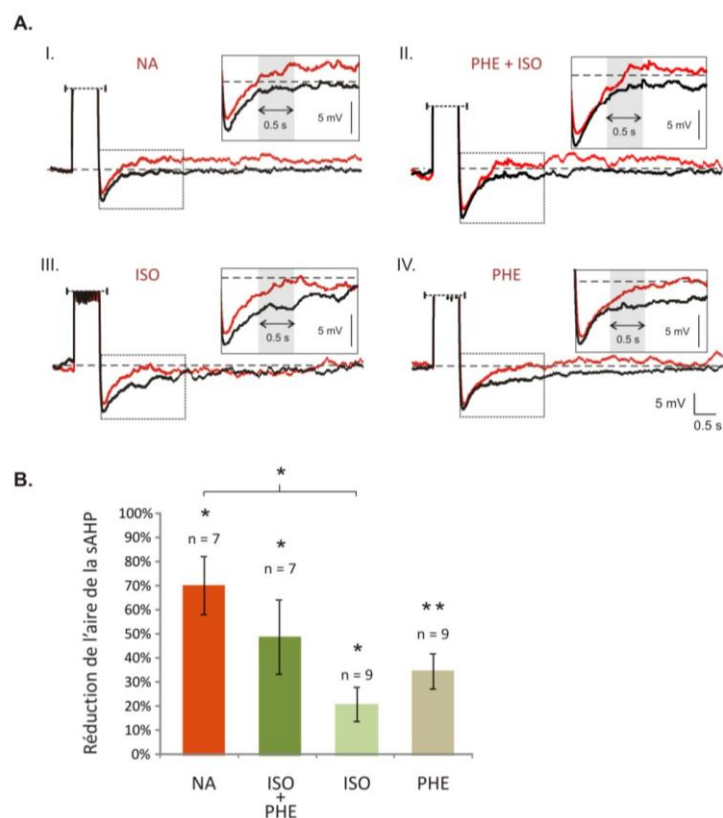 A.
I.
NA
0.5 s
5 mV
II.
PHE + ISO
0.5 s
5 mV
III.
ISO
0.5 s
5 mV
IV.
PHE
0.5 s
5 mV
5 mV
0.5 s
B.
Réduction de l'aire de la sAHP
100%
90%
80%
70%
60%
50%
40%
30%
20%
10%
0%
*
*
n = 7
*
n = 7
*
n = 9
**
n = 9
NA
ISO
+
PHE
ISO
PHE